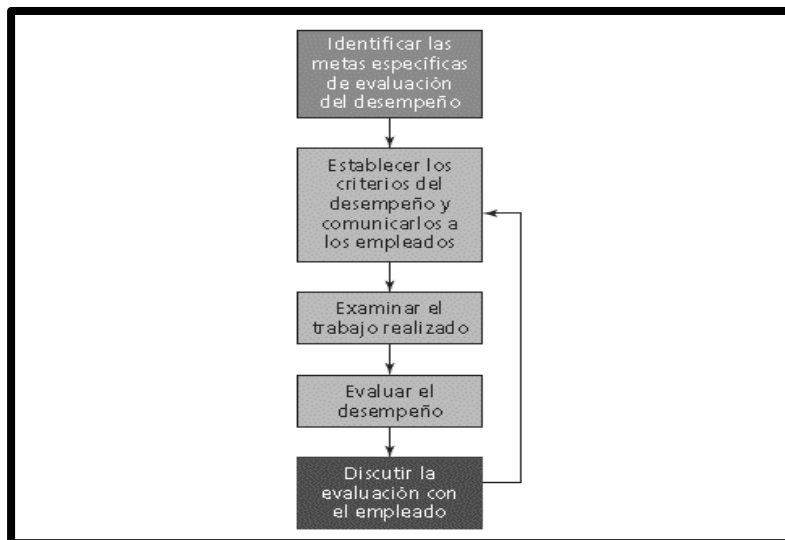 Identificar las
metas específicas
de evaluación
del desempeño
Establecer los
criterios del
desempeño y
comunicarlos a
los empleados
Examinar el
trabajo realizado
Evaluar el
desempeño
Discutir la
evaluación con
el empleado